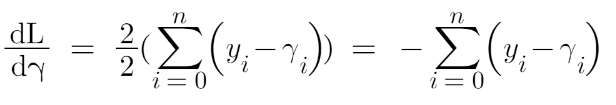 dL/dγ = 2/2(∑_{i=0}^{n}(y_i − γ_i)) = −∑_{i=0}^{n}(y_i − γ_i)